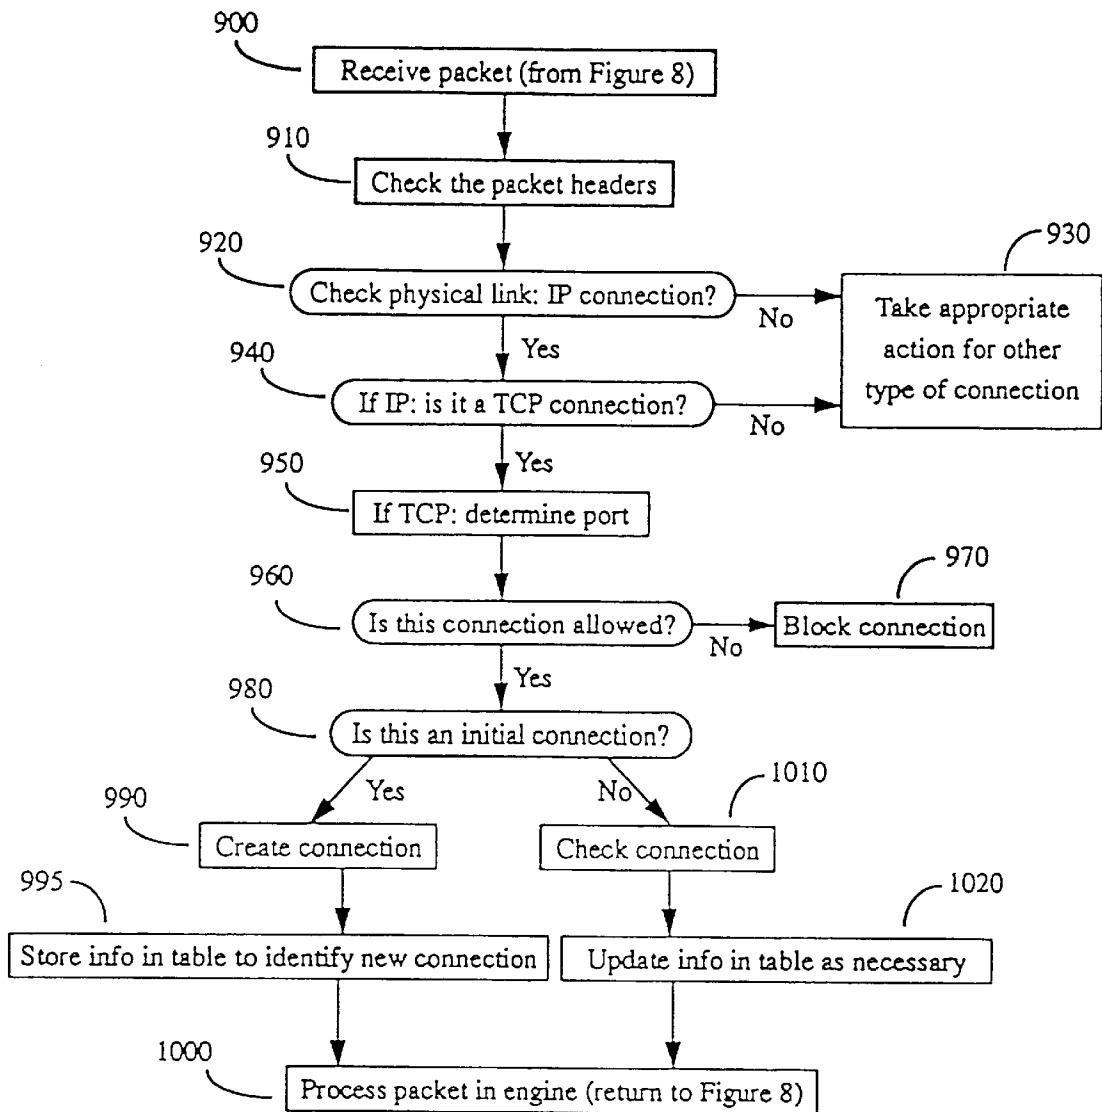 900
Receive packet (from Figure 8)
910
Check the packet headers
920
Check physical link: IP connection?
No
930
Take appropriate
action for other
type of connection
Yes
940
If IP: is it a TCP connection?
No
Yes
950
If TCP: determine port
960
Is this connection allowed?
No
970
Block connection
Yes
980
Is this an initial connection?
Yes
No
990
Create connection
1010
Check connection
995
Store info in table to identify new connection
1020
Update info in table as necessary
1000
Process packet in engine (return to Figure 8)